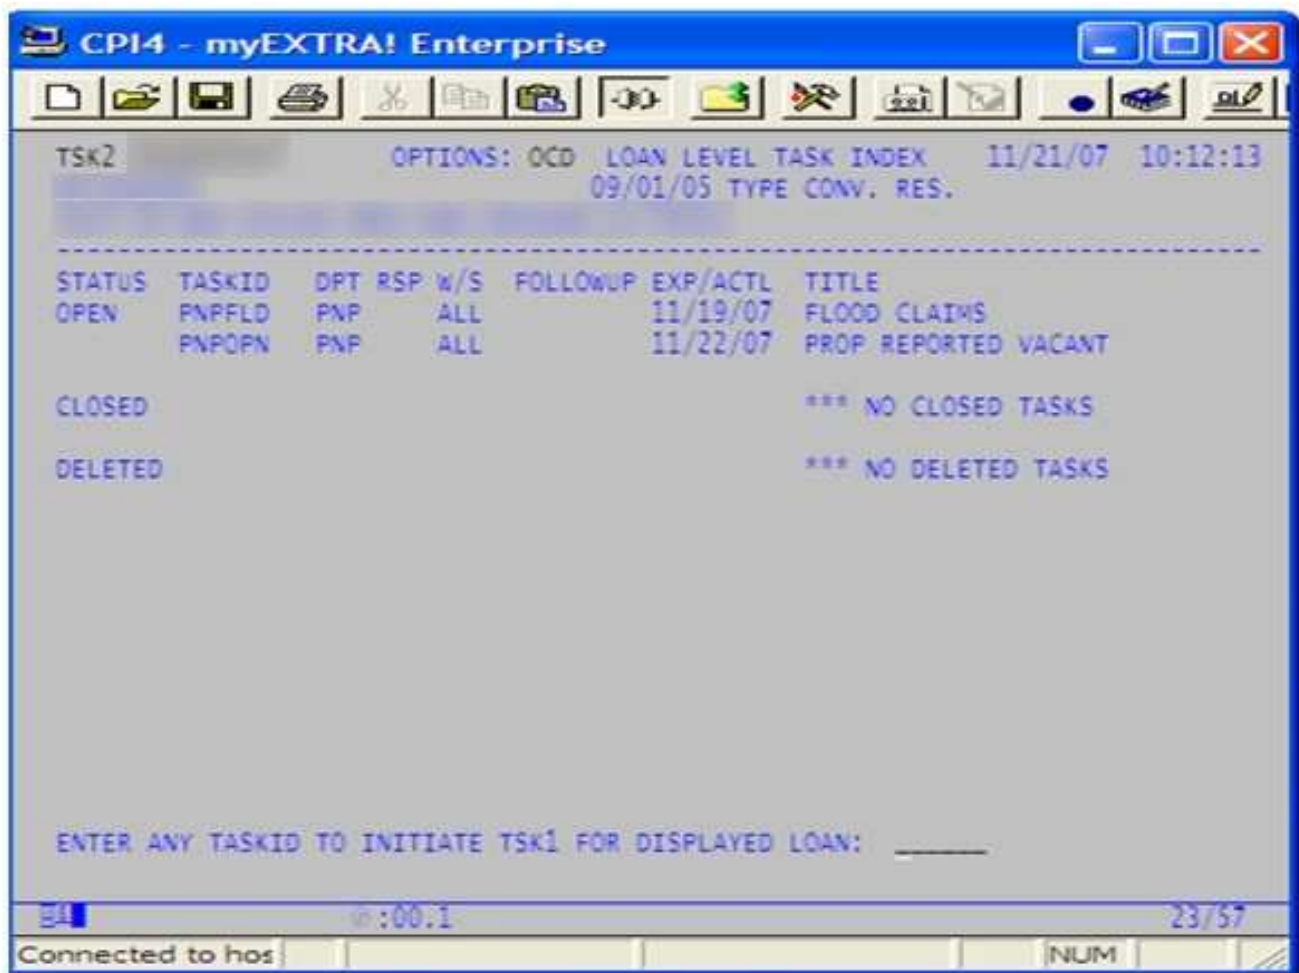 CPI4 - myEXTRA! Enterprise
TSK2 OPTIONS: OCD LOAN LEVEL TASK INDEX 11/21/07 10:12:13
09/01/05 TYPE CONV. RES.
--------------------------------------------------------------------------------
STATUS TASKID DPT RSP W/S FOLLOWUP EXP/ACTL TITLE
OPEN PNPFLD PNP ALL 11/19/07 FLOOD CLAIMS
PNPOPN PNP ALL 11/22/07 PROP REPORTED VACANT
CLOSED *** NO CLOSED TASKS
DELETED *** NO DELETED TASKS
ENTER ANY TASKID TO INITIATE TSK1 FOR DISPLAYED LOAN: ______
:00.1 23/57
Connected to hos NUM